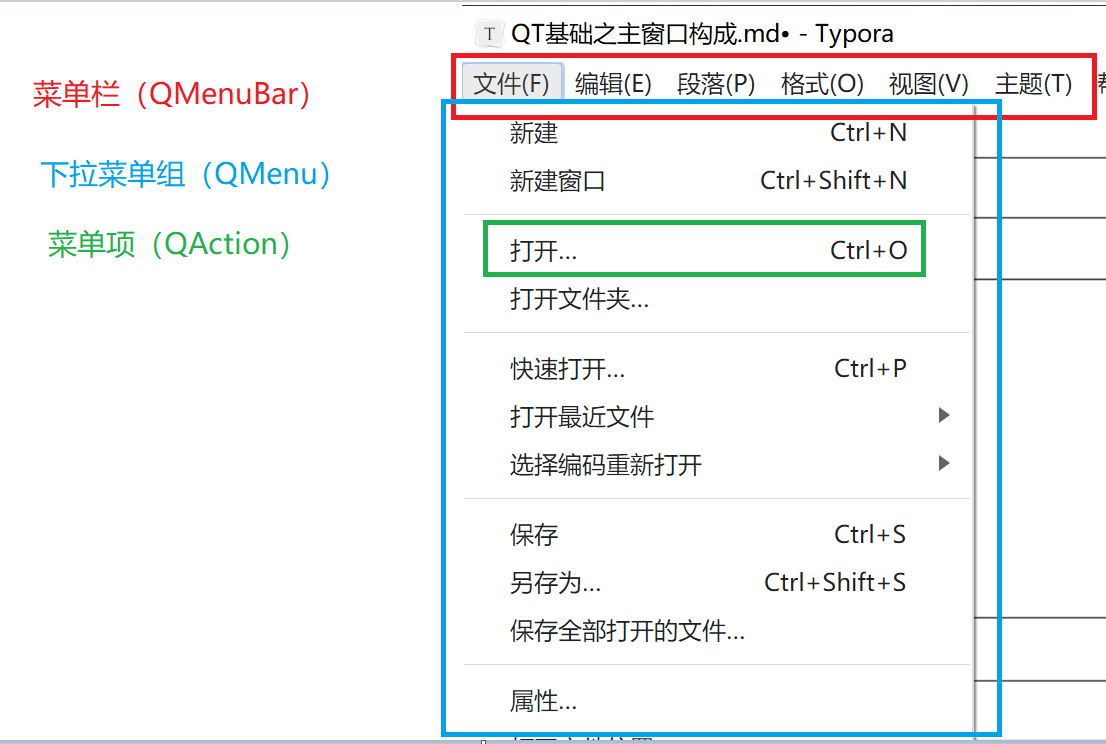 T QT基础之主窗口构成.md• - Typora
菜单栏（QMenuBar）
下拉菜单组（QMenu）
菜单项（QAction）
文件(F) 编辑(E) 段落(P) 格式(O) 视图(V) 主题(T)
新建 Ctrl+N
新建窗口 Ctrl+Shift+N
打开... Ctrl+O
打开文件夹...
快速打开... Ctrl+P
打开最近文件
选择编码重新打开
保存 Ctrl+S
另存为... Ctrl+Shift+S
保存全部打开的文件...
属性...